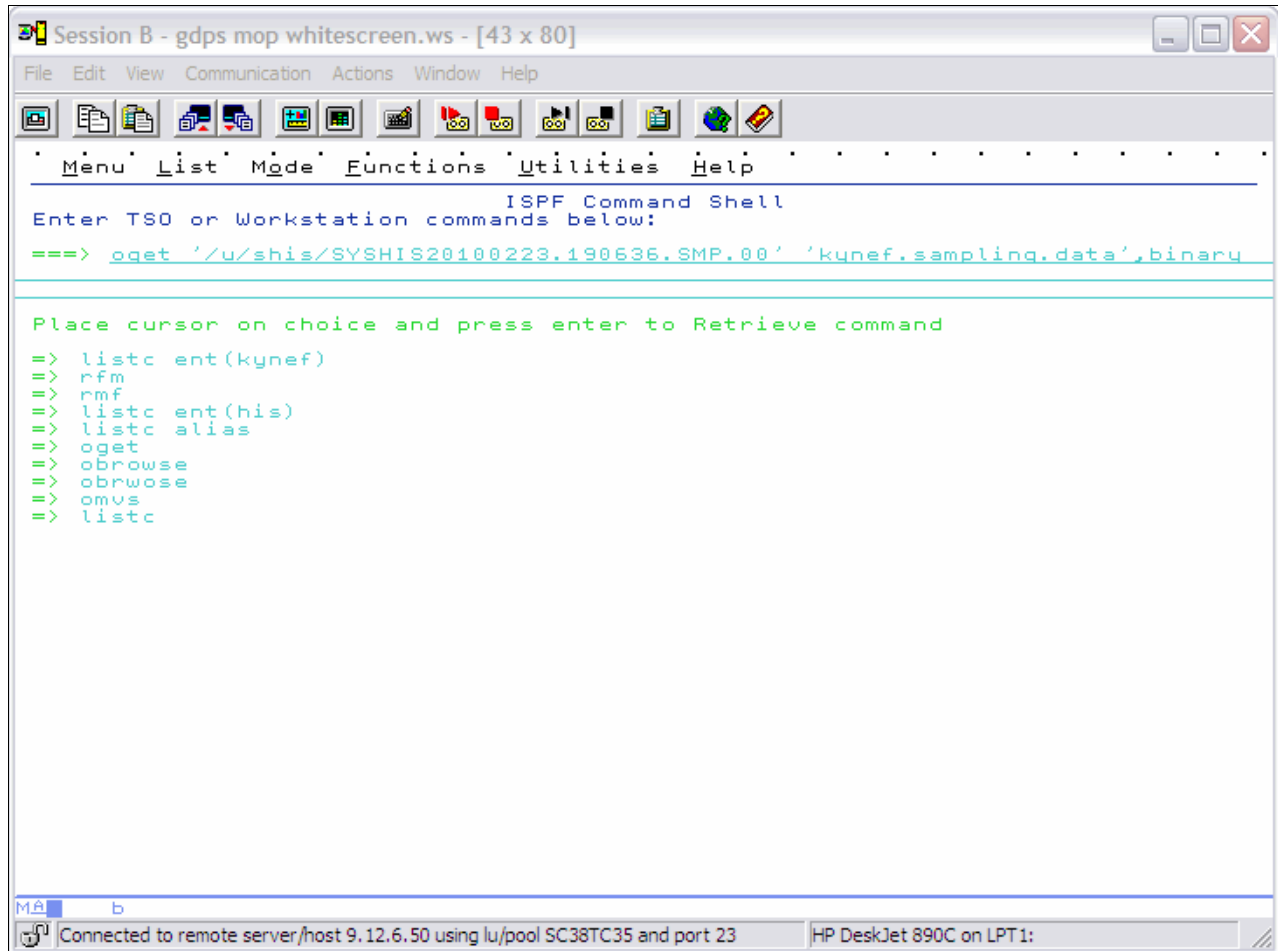 Session B - gdps mop whitescreen.ws - [43 x 80]
File Edit View Communication Actions Window Help
Menu List Mode Functions Utilities Help
ISPF Command Shell
Enter TSO or Workstation commands below:
===> oget '/u/shis/SYSHIS20100223.190636.SMP.00' 'kynef.sampling.data',binary
Place cursor on choice and press enter to Retrieve command
=> listc ent(kynef)
=> rfm
=> rmf
=> listc ent(his)
=> listc alias
=> oget
=> obrowse
=> obrwose
=> omvs
=> listc
MA b
Connected to remote server/host 9.12.6.50 using lu/pool SC38TC35 and port 23 HP DeskJet 890C on LPT1: